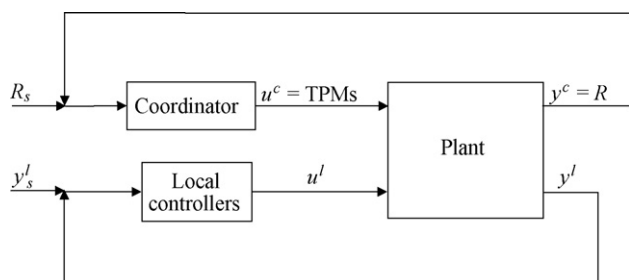 R_s
Coordinator
u^c = TPMs
y^c = R
Plant
y_s^l
Local
controllers
u^l
y^l